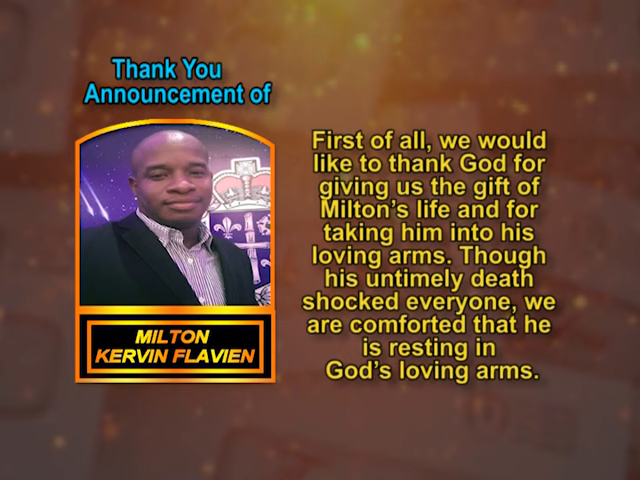 Thank You
Announcement of
MILTON
KERVIN FLAVIEN
First of all, we would
like to thank God for
giving us the gift of
Milton's life and for
taking him into his
loving arms. Though
his untimely death
shocked everyone, we
are comforted that he
is resting in
God's loving arms.